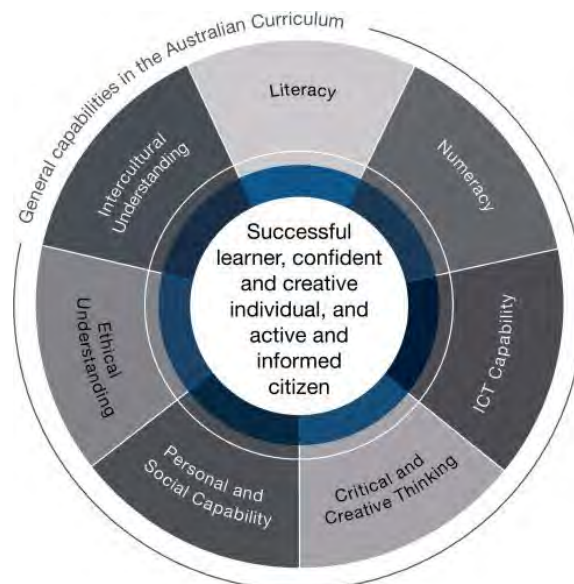 General capabilities in the Australian Curriculum
Literacy
Numeracy
ICT Capability
Critical and
Creative Thinking
Personal and
Social Capability
Ethical
Understanding
Intercultural
Understanding
Successful
learner, confident
and creative
individual, and
active and
informed
citizen